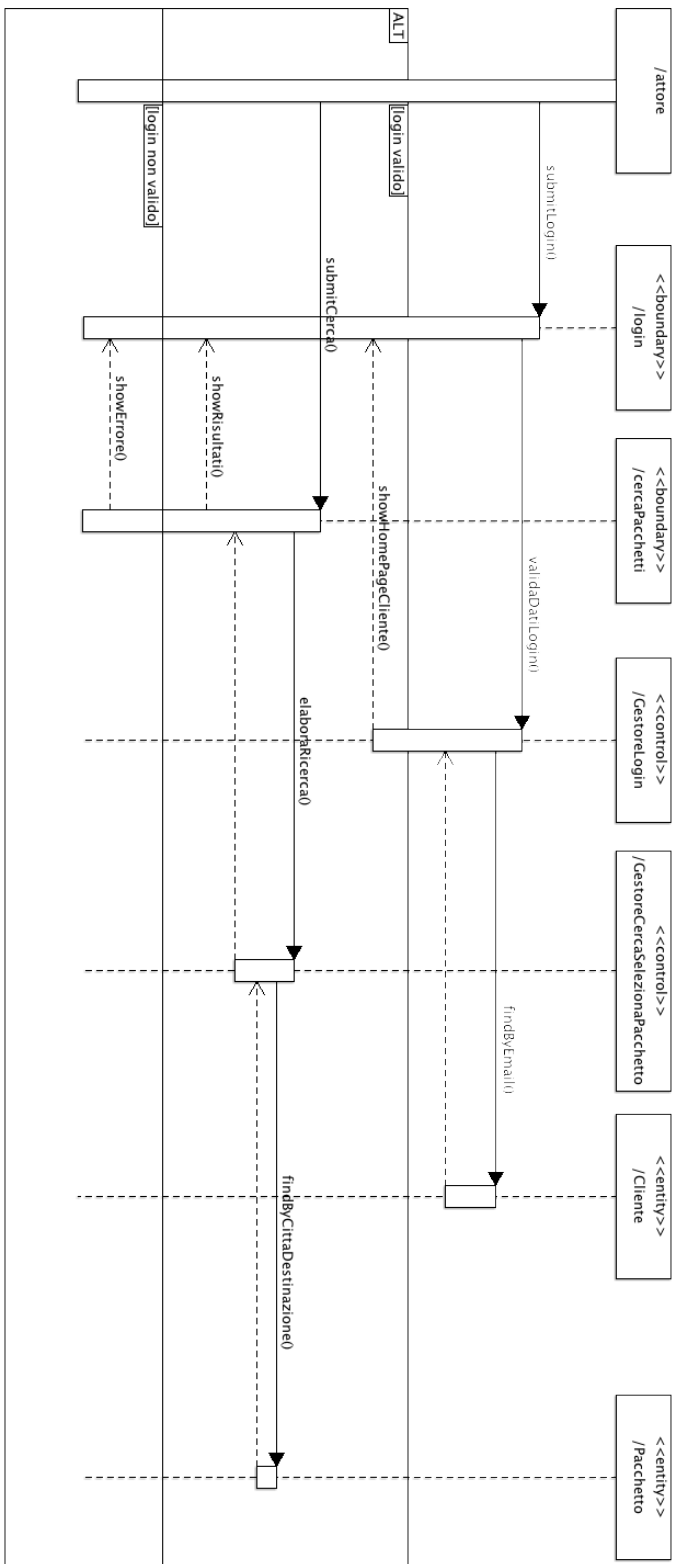 /attore
<<boundary>>
/login
<<boundary>>
/cercaPacchetti
<<control>>
/GestoreLogin
<<control>>
/GestoreCercaSelezionaPacchetto
<<entity>>
/Cliente
<<entity>>
/Pacchetto
submitLogin()
validaDatiLogin()
findByEmail()
ALT
[login valido]
showHomePageCliente()
submitCerca()
elaboraRicerca()
findByCittaDestinazione()
showRisultati()
[login non valido]
showErrore()